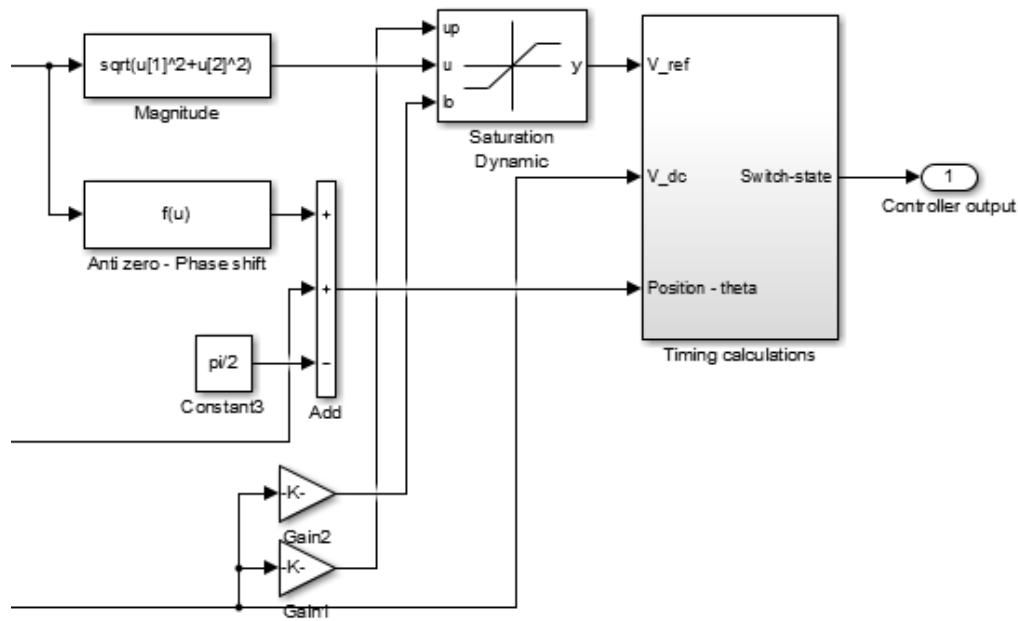 up
sqrt(u[1]^2+u[2]^2)
u
y
V_ref
lo
Magnitude
Saturation
Dynamic
V_dc
Switch-state
1
Controller output
f(u)
+
Anti zero - Phase shift
+
Position - theta
pi/2
−
Timing calculations
Constant3
Add
-K-
Gain2
-K-
Gain1